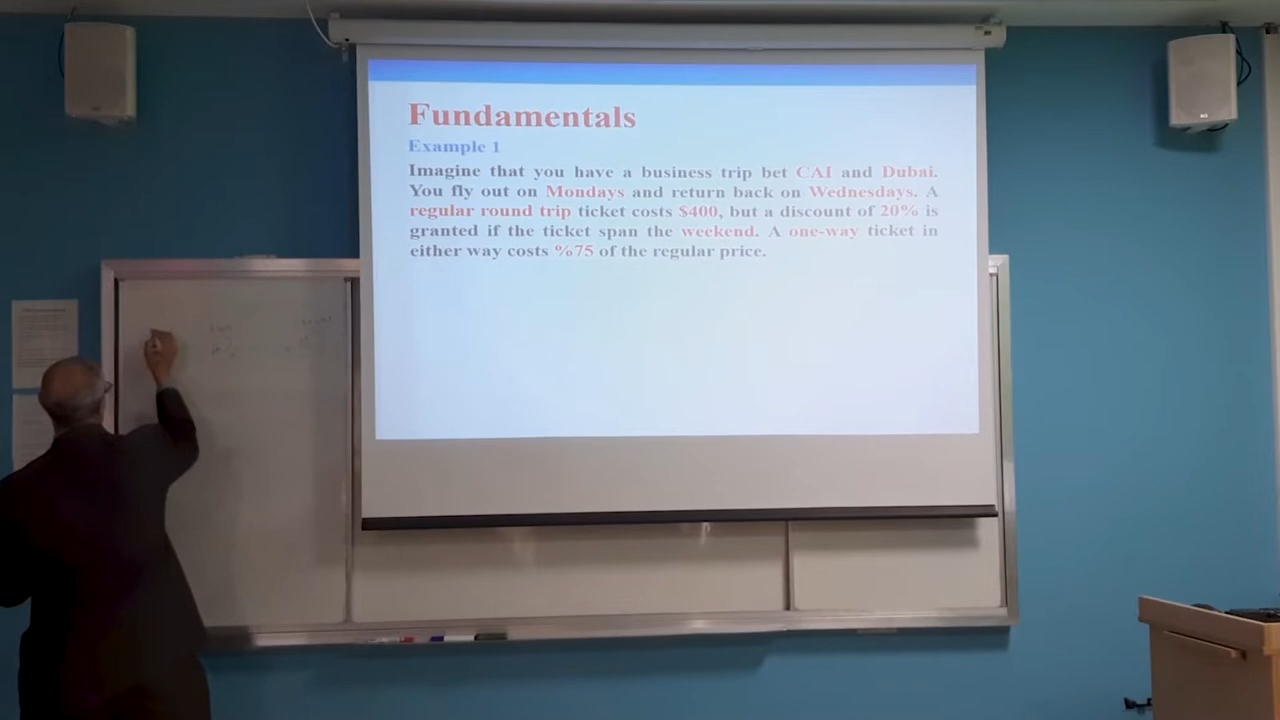 Fundamentals
Example 1
Imagine that you have a business trip bet CAI and Dubai.
You fly out on Mondays and return back on Wednesdays. A
regular round trip ticket costs $400, but a discount of 20% is
granted if the ticket span the weekend. A one-way ticket in
either way costs %75 of the regular price.